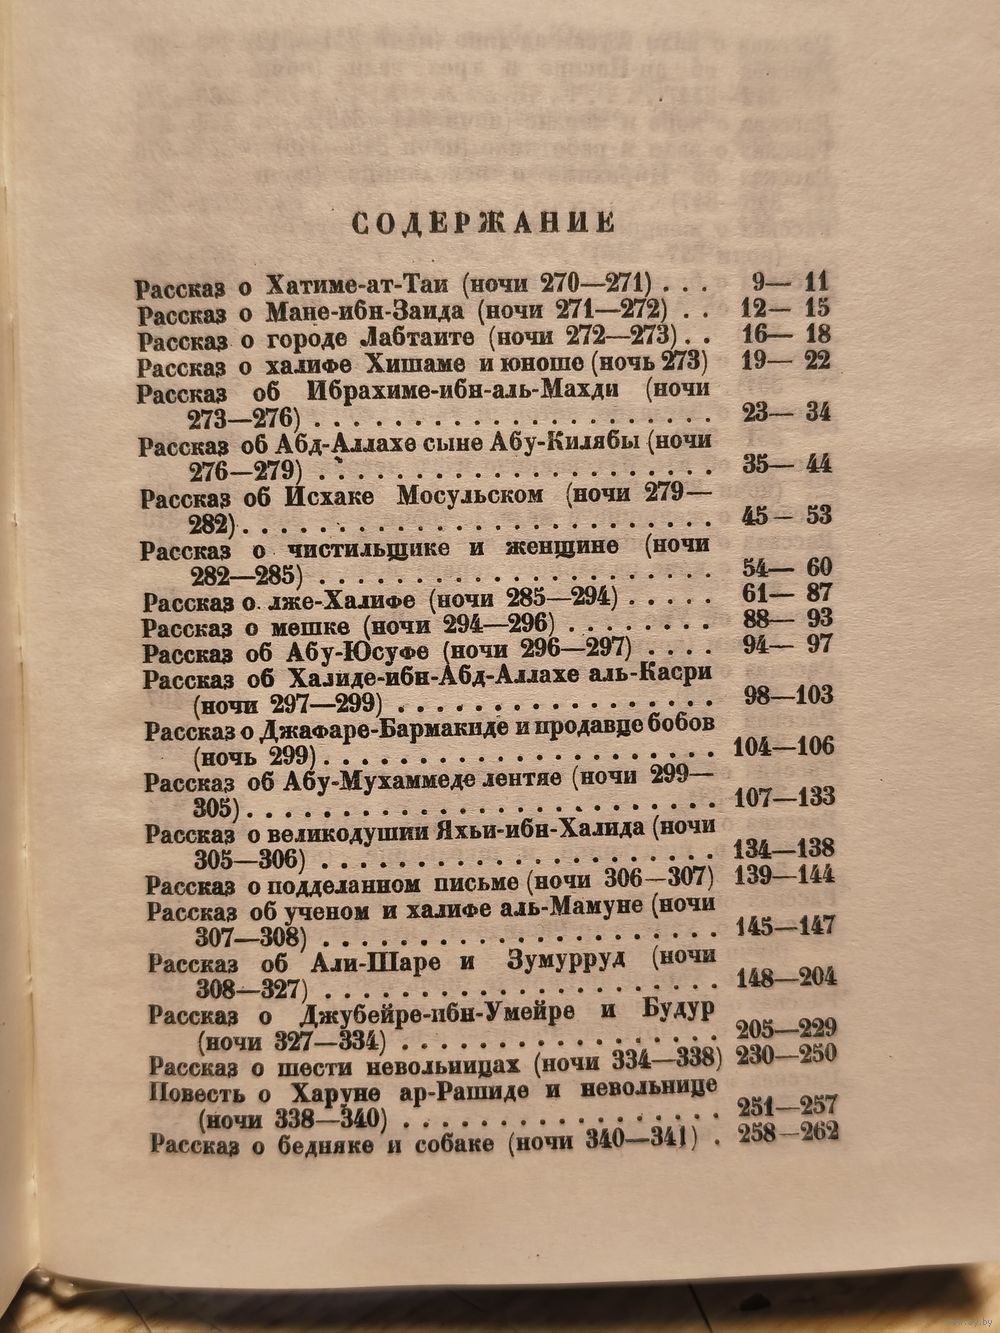 СОДЕРЖАНИЕ
Рассказ о Хатиме-ат-Таи (ночи 270—271) . . . 9— 11
Рассказ о Мане-ибн-Заида (ночи 271—272) . . 12— 15
Рассказ о городе Лабтаите (ночи 272—273) . . 16— 18
Рассказ о халифе Хишаме и юноше (ночь 273) 19— 22
Рассказ об Ибрахиме-ибн-аль-Махди (ночи
273—276) . . . . . . . . . . . . . . . . . . . . 23— 34
Рассказ об Абд-Аллахе сыне Абу-Килябы (ночи
276—279) . . . . . . . . . . . . . . . . . . . . 35— 44
Рассказ об Исхаке Мосульском (ночи 279—
282) . . . . . . . . . . . . . . . . . . . . . . . 45— 53
Рассказ о чистильщике и женщине (ночи
282—285) . . . . . . . . . . . . . . . . . . . . 54— 60
Рассказ о лже-Халифе (ночи 285—294) . . . . . 61— 87
Рассказ о мешке (ночи 294—296) . . . . . . . . 88— 93
Рассказ об Абу-Юсуфе (ночи 296—297) . . . . 94— 97
Рассказ об Халиде-ибн-Абд-Аллахе аль-Касри
(ночи 297—299) . . . . . . . . . . . . . . . . 98—103
Рассказ о Джафаре-Бармакиде и продавце бобов
(ночь 299) . . . . . . . . . . . . . . . . . . . 104—106
Рассказ об Абу-Мухаммеде лентяе (ночи 299—
305) . . . . . . . . . . . . . . . . . . . . . . . 107—133
Рассказ о великодушии Яхьи-ибн-Халида (ночи
305—306) . . . . . . . . . . . . . . . . . . . . 134—138
Рассказ о подделанном письме (ночи 306—307) 139—144
Рассказ об ученом и халифе аль-Мамуне (ночи
307—308) . . . . . . . . . . . . . . . . . . . . 145—147
Рассказ об Али-Шаре и Зумурруд (ночи
308—327) . . . . . . . . . . . . . . . . . . . . 148—204
Рассказ о Джубейре-ибн-Умейре и Будур
(ночи 327—334) . . . . . . . . . . . . . . . . 205—229
Рассказ о шести невольницах (ночи 334—338) 230—250
Повесть о Харуне ар-Рашиде и невольнице
(ночи 338—340) . . . . . . . . . . . . . . . . 251—257
Рассказ о бедняке и собаке (ночи 340—341) . 258—262